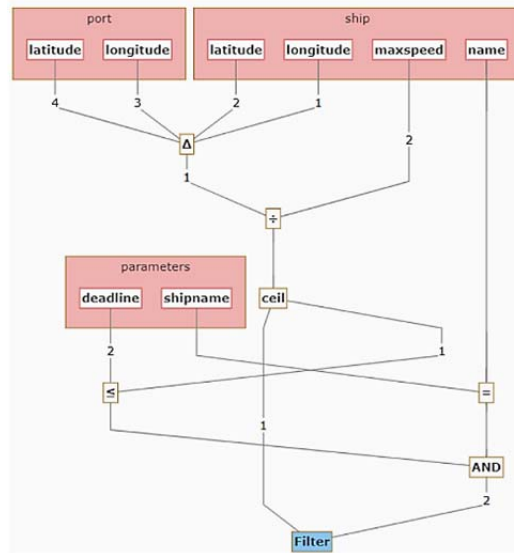 port ship
latitude longitude latitude longitude maxspeed name
4 3 2 1
Δ 2
1
÷
parameters
deadline shipname ceil
2 1
≤ =
1
AND
2
Filter